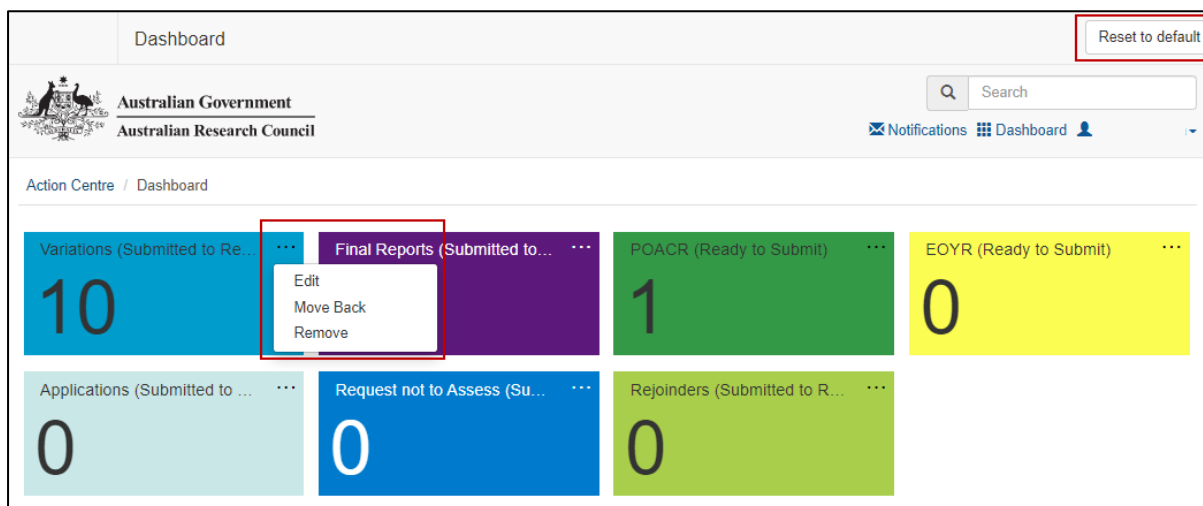 Dashboard
Reset to default
Australian Government
Australian Research Council
Search
Notifications Dashboard
Action Centre / Dashboard
Variations (Submitted to Re... ...
10
Edit
Move Back
Remove
Final Reports (Submitted to... ...
POACR (Ready to Submit) ...
1
EOYR (Ready to Submit) ...
0
Applications (Submitted to ... ...
0
Request not to Assess (Su... ...
0
Rejoinders (Submitted to R... ...
0